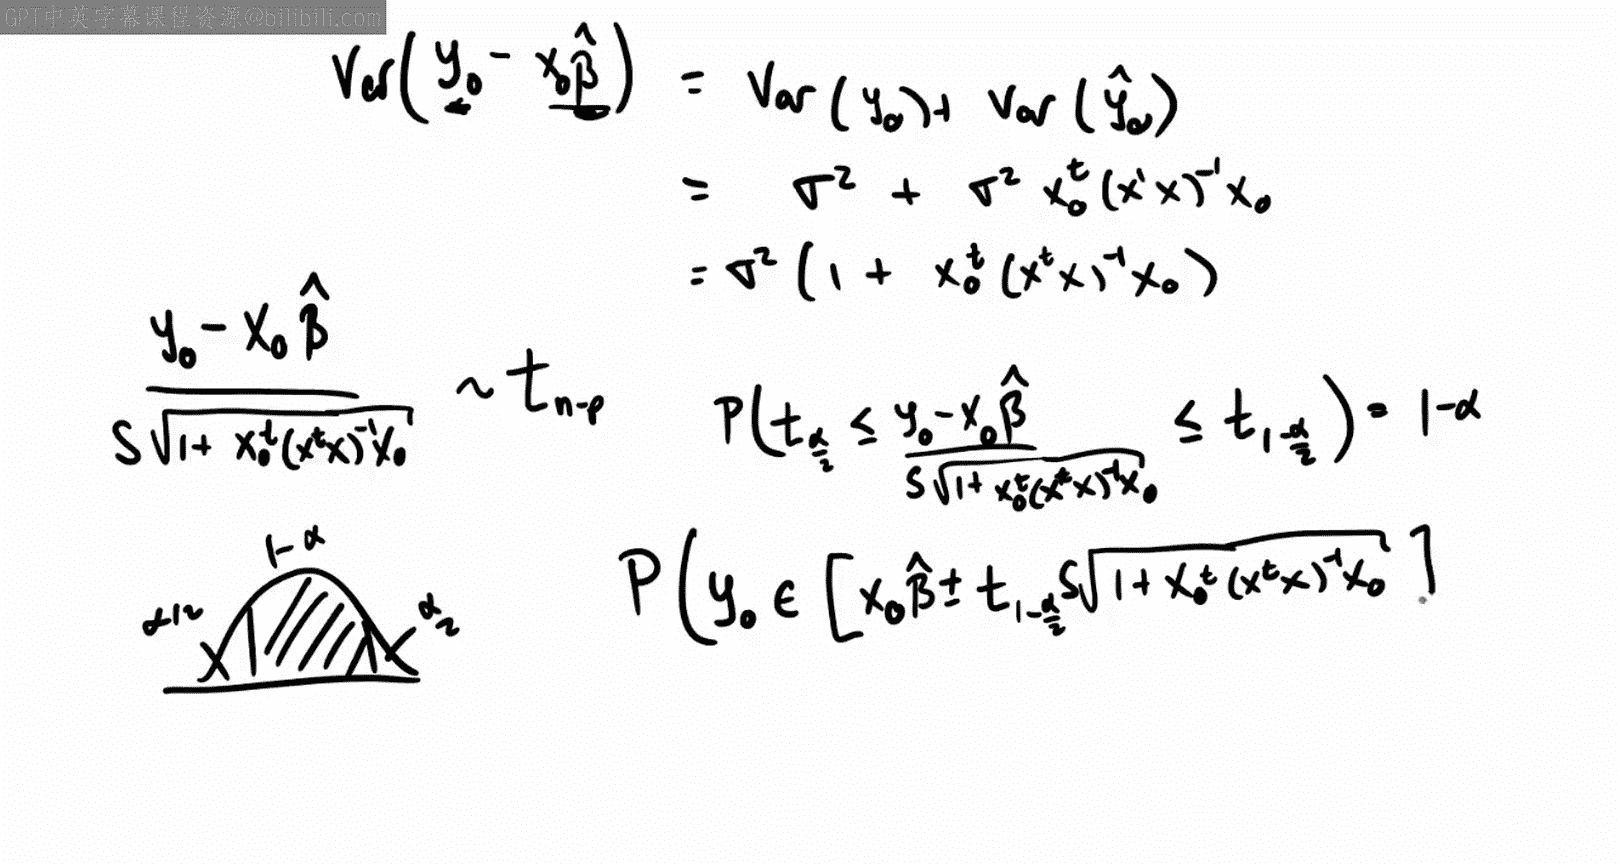 GPT中英字幕课程资源@bilibili.com
Var(y₀ - x₀β̂) = Var(y₀) + Var(ŷ₀)
= σ² + σ² x₀ᵗ(x'x)⁻¹x₀
= σ²(1 + x₀ᵗ(xᵗx)⁻¹x₀)
(y₀ - x₀β̂) / (S√(1 + x₀ᵗ(xᵗx)⁻¹x₀)) ~ t_{n-p}
P(t_{α/2} ≤ (y₀ - x₀β̂) / (S√(1 + x₀ᵗ(xᵗx)⁻¹x₀)) ≤ t_{1-α/2}) = 1-α
1-α
α/2 α/2
P(y₀ ∈ [x₀β̂ ± t_{1-α/2} S√(1 + x₀ᵗ(xᵗx)⁻¹x₀)]